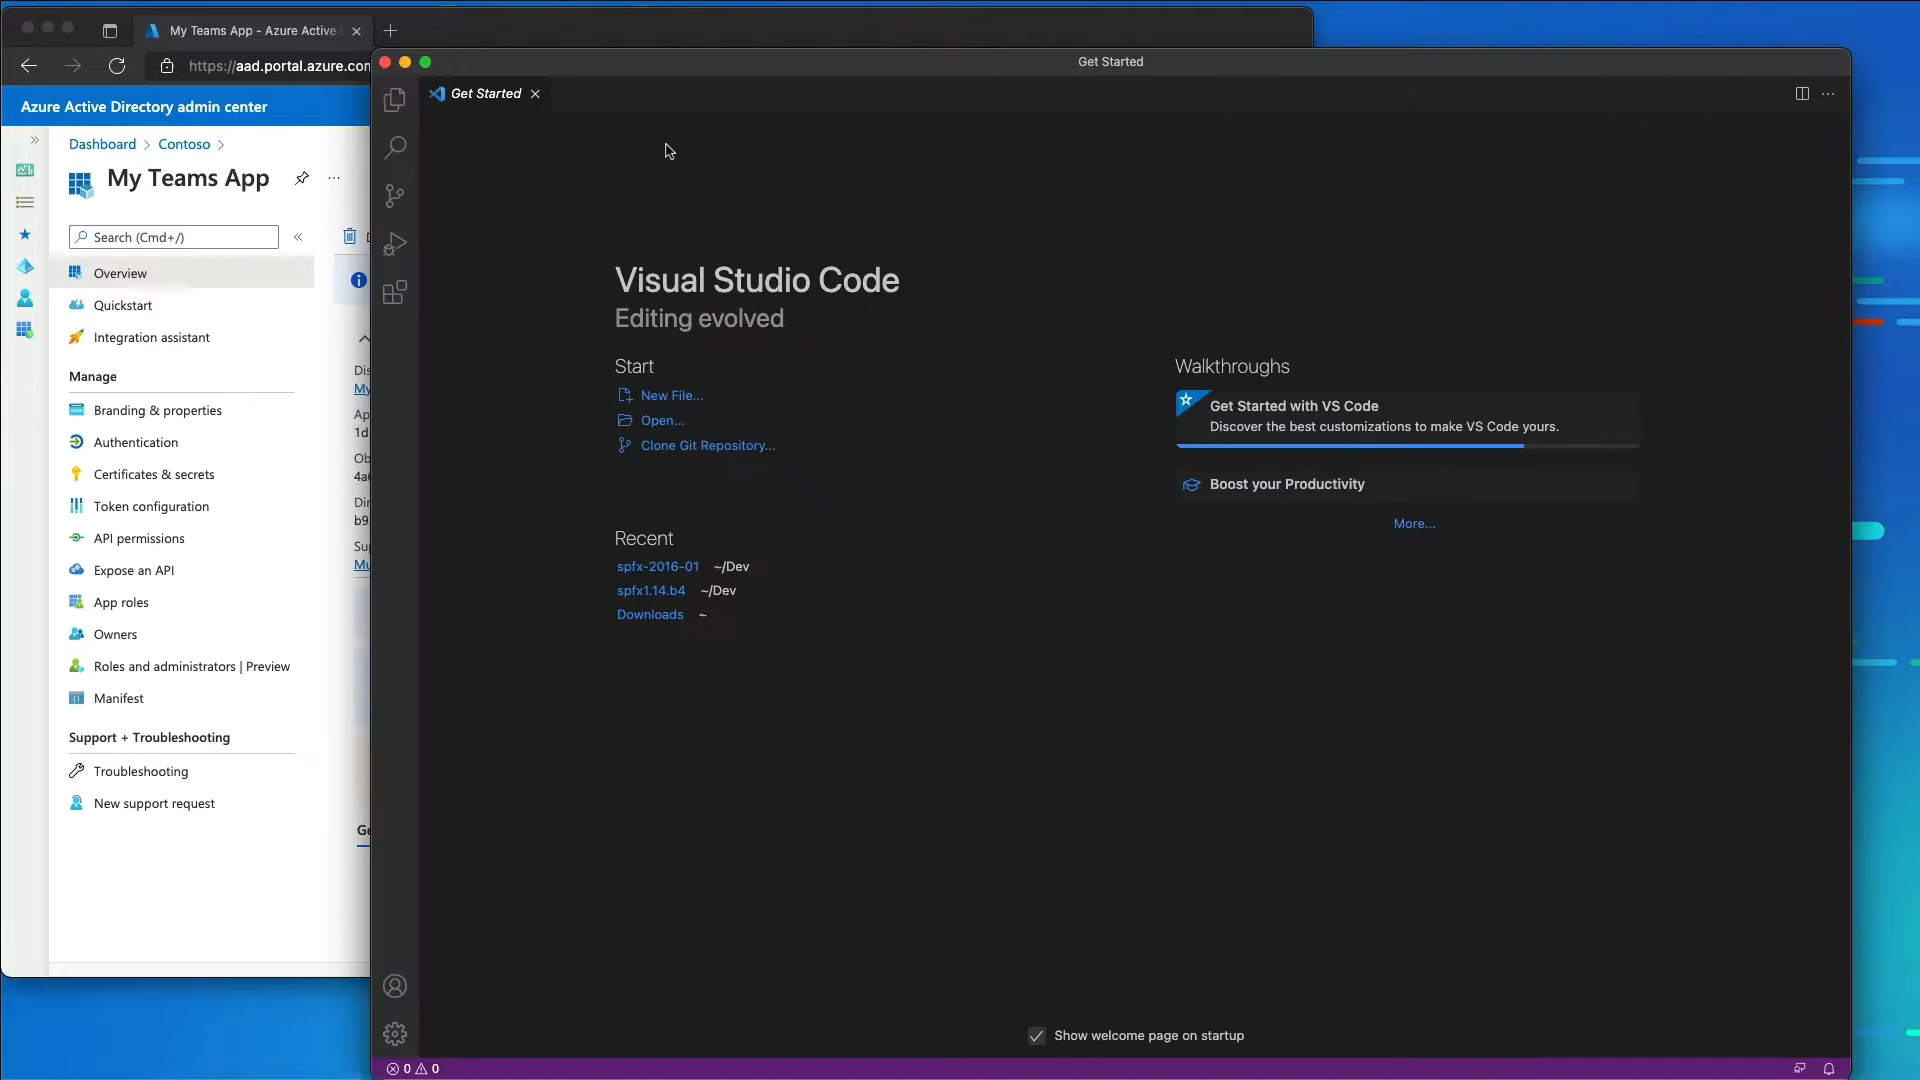 My Teams App - Azure Active
https://aad.portal.azure.con
Azure Active Directory admin center
Dashboard > Contoso >
My Teams App
Search (Cmd+/)
Overview
Quickstart
Integration assistant
Manage
Branding & properties
Authentication
Certificates & secrets
Token configuration
API permissions
Expose an API
App roles
Owners
Roles and administrators | Preview
Manifest
Support + Troubleshooting
Troubleshooting
New support request
Get Started
Get Started
Visual Studio Code
Editing evolved
Start
New File...
Open...
Clone Git Repository...
Recent
spfx-2016-01 ~/Dev
spfx1.14.b4 ~/Dev
Downloads ~
Walkthroughs
Get Started with VS Code
Discover the best customizations to make VS Code yours.
Boost your Productivity
More...
Show welcome page on startup
0 0